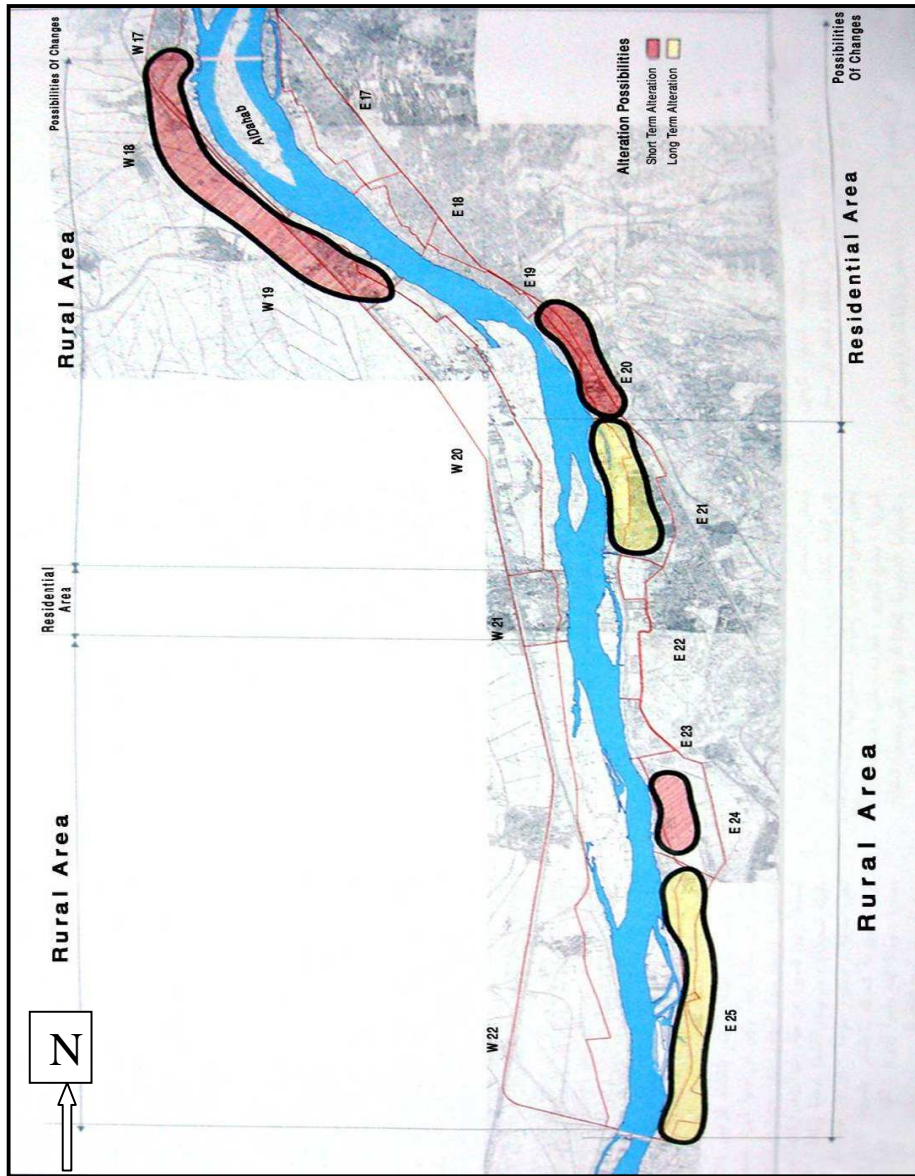 W 17
Possibilities Of Changes
W 18
Rural Area
W 19
AlDahab
E 17
E 18
E 19
E 20
Alteration Possibilities
Short Term Alteration
Long Term Alteration
Possibilities
Of Changes
Residential Area
W 20
E 21
Residential
Area
W 21
E 22
E 23
E 24
Rural Area
Rural Area
W 22
E 25
N